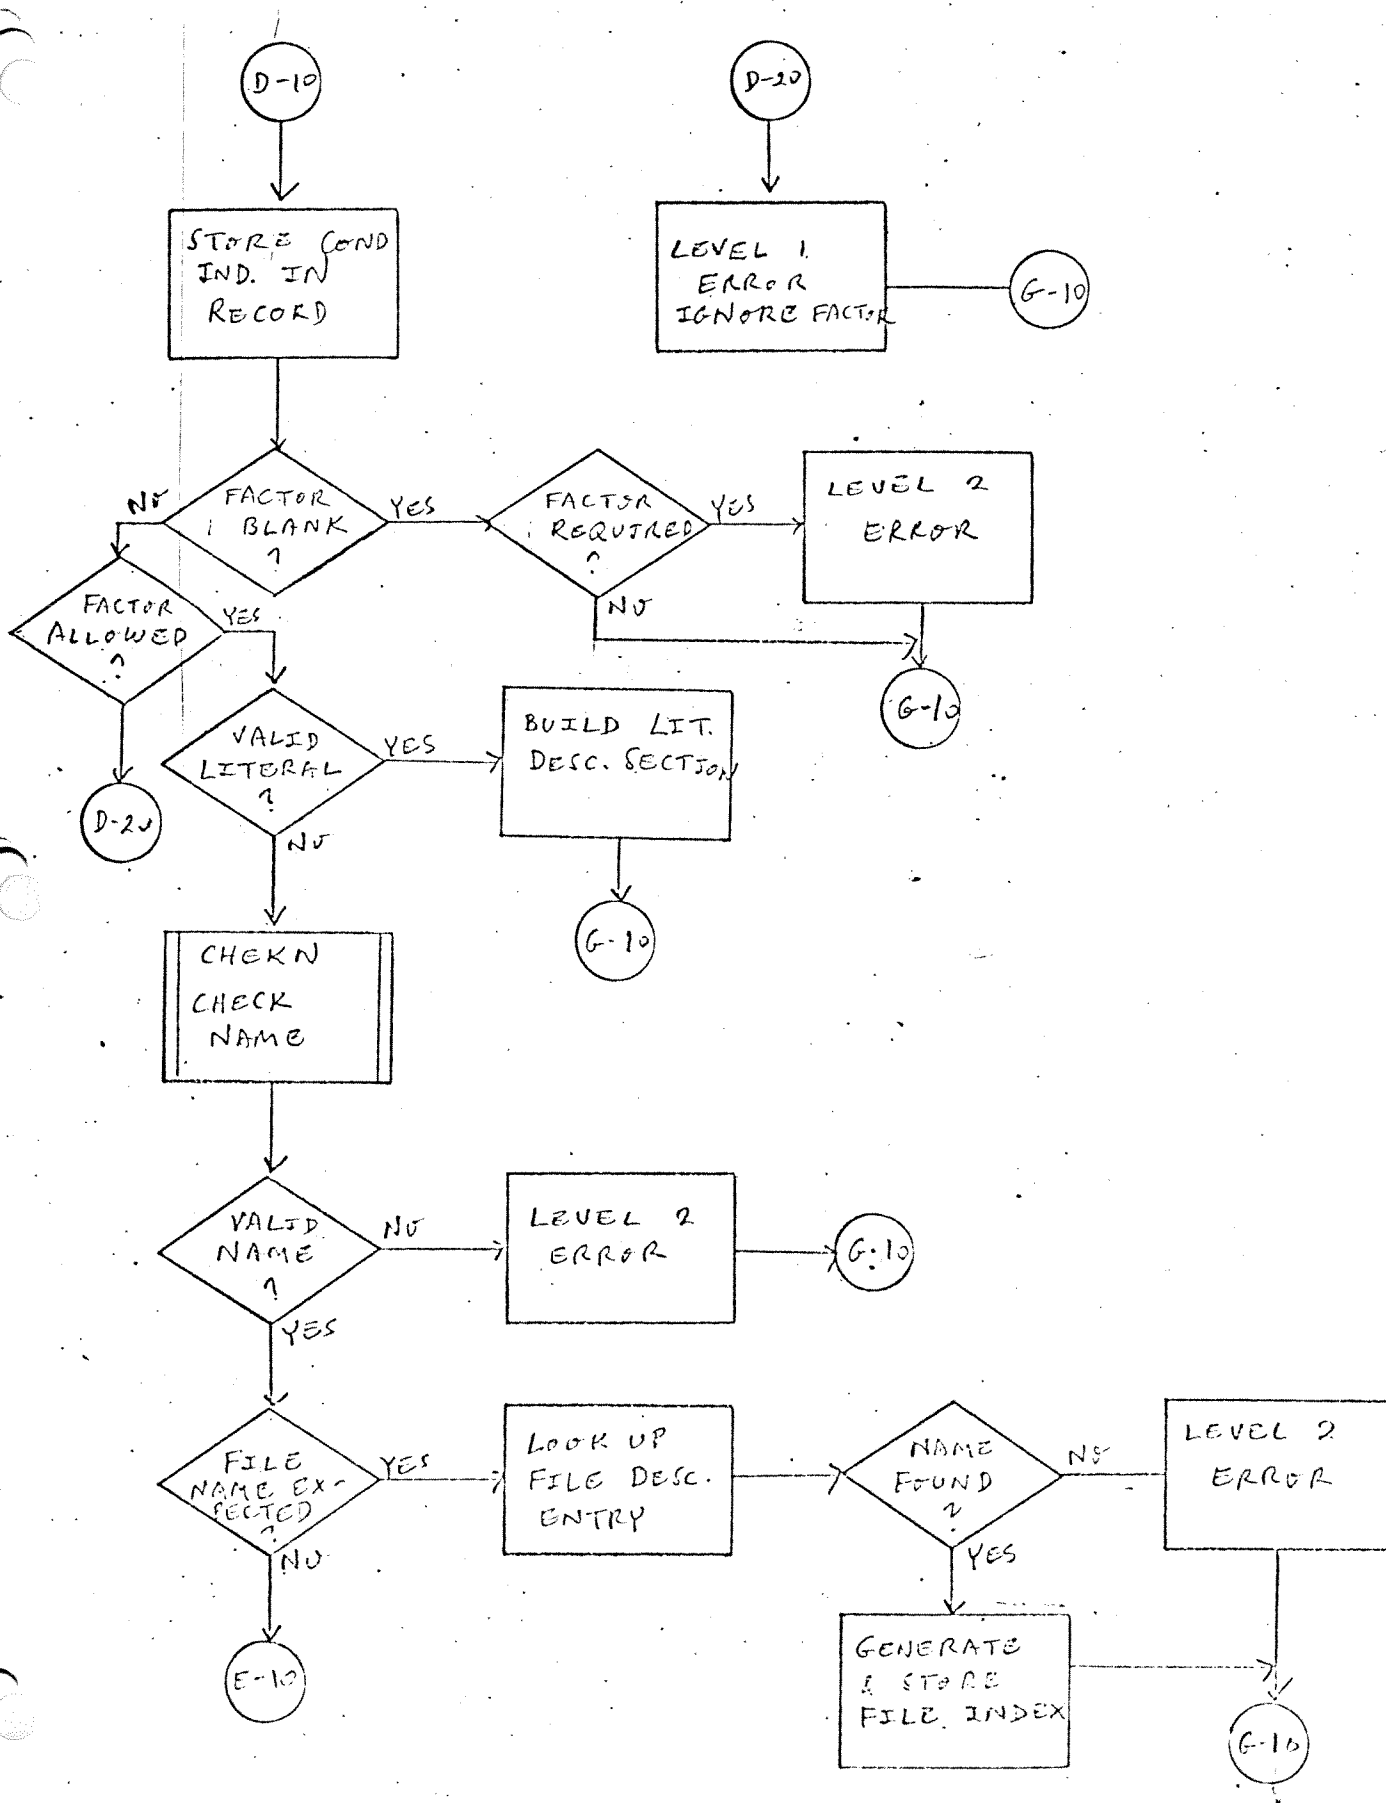 D-10
D-20
STORE COND
IND. IN
RECORD
LEVEL 1
ERROR
IGNORE FACTOR
G-10
NO
FACTOR
1 BLANK
?
YES
FACTOR
1 REQUIRED
?
YES
LEVEL 2
ERROR
NO
G-10
FACTOR
ALLOWED
?
YES
D-20
VALID
LITERAL
?
YES
BUILD LIT.
DESC. SECTION
NO
G-10
CHEKN
CHECK
NAME
VALID
NAME
?
NO
LEVEL 2
ERROR
G-10
YES
FILE
NAME EX-
PECTED
?
YES
LOOK UP
FILE DESC.
ENTRY
NAME
FOUND
?
NO
LEVEL 2
ERROR
NO
YES
E-10
GENERATE
& STORE
FILE INDEX
G-10